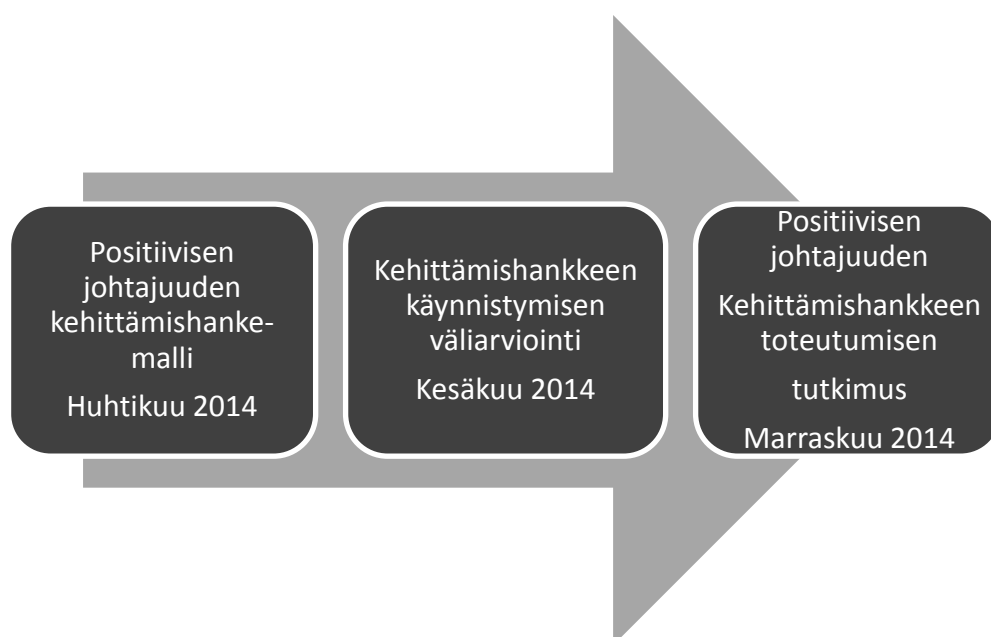 Positiivisen
johtajuuden
kehittämishanke-
malli
Huhtikuu 2014
Kehittämishankkeen
käynnistymisen
väliarviointi
Kesäkuu 2014
Positiivisen
johtajuuden
Kehittämishankkeen
toteutumisen
tutkimus
Marraskuu 2014